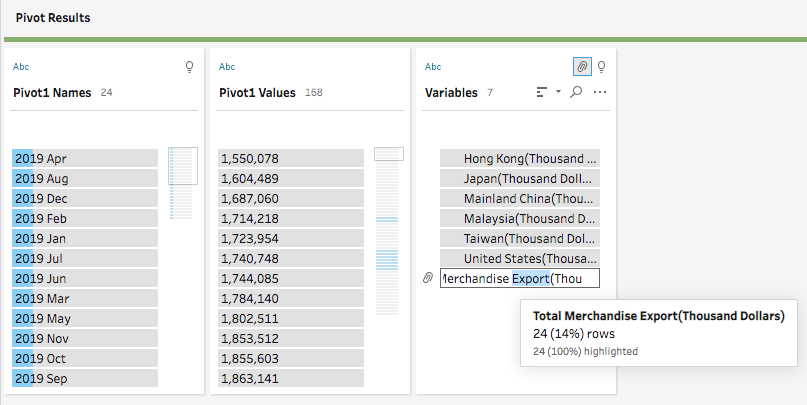 Pivot Results
Abc
Pivot1 Names 24
2019 Apr
2019 Aug
2019 Dec
2019 Feb
2019 Jan
2019 Jul
2019 Jun
2019 Mar
2019 May
2019 Nov
2019 Oct
2019 Sep
Abc
Pivot1 Values 168
1,550,078
1,604,489
1,687,060
1,714,218
1,723,954
1,740,748
1,744,085
1,784,140
1,802,511
1,853,512
1,855,603
1,863,141
Abc
Variables 7
Hong Kong(Thousand ...
Japan(Thousand Doll...
Mainland China(Thou...
Malaysia(Thousand D...
Taiwan(Thousand Dol...
United States(Thousa...
Merchandise Export(Thou
Total Merchandise Export(Thousand Dollars)
24 (14%) rows
24 (100%) highlighted